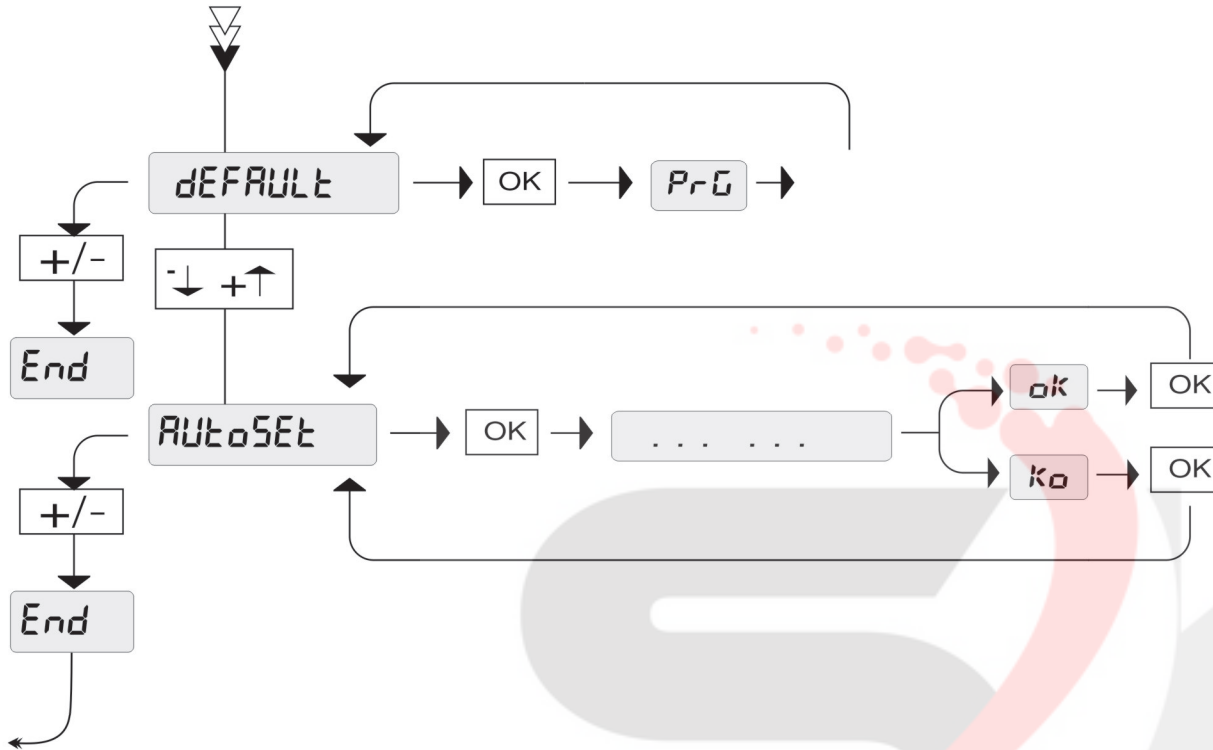 dEFAULt
OK
PrG
+/-
-↓ +↑
End
AUtoSEt
OK
... ...
oK
OK
Ko
OK
+/-
End